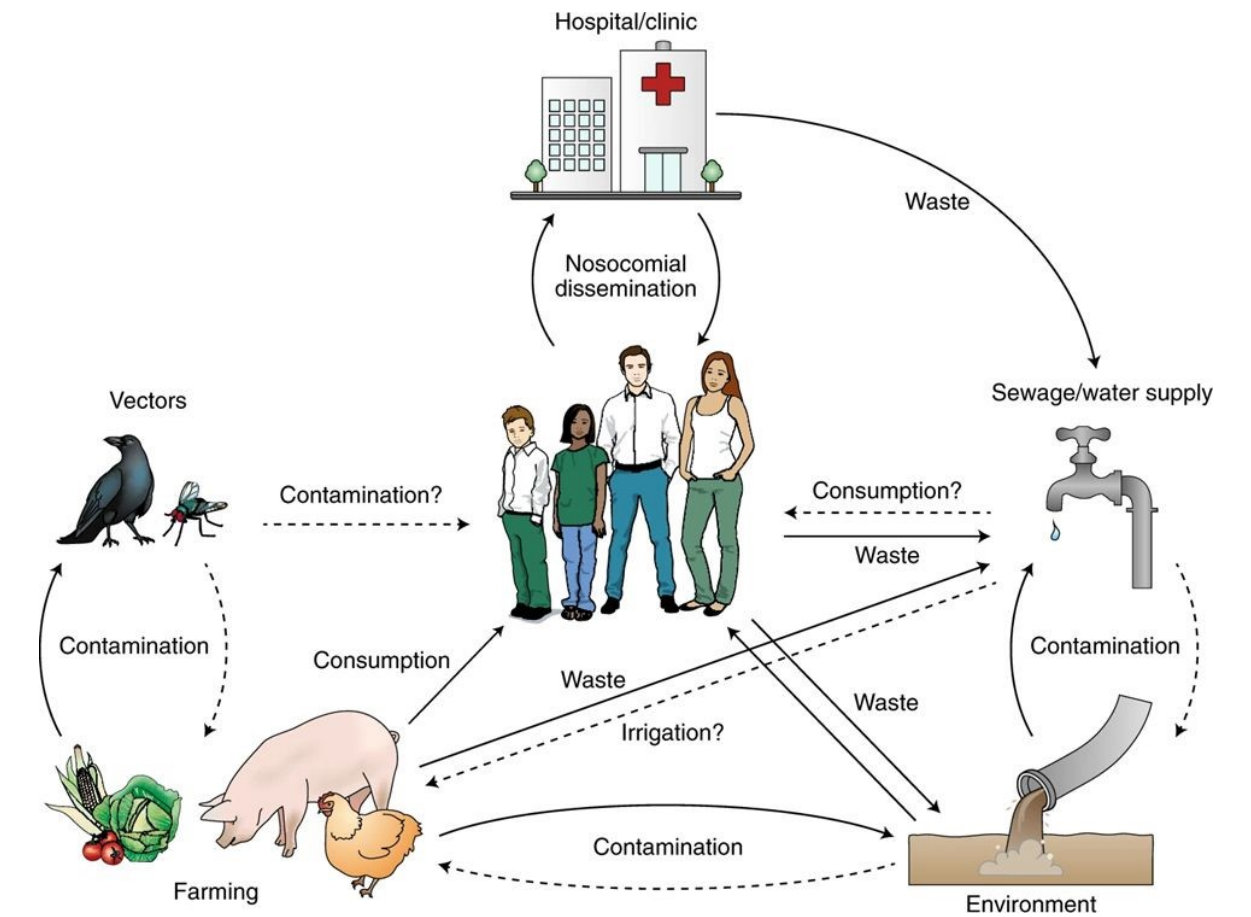 Hospital/clinic
Waste
Nosocomial
dissemination
Vectors
Sewage/water supply
Contamination?
Consumption?
Waste
Contamination
Consumption
Waste
Irrigation?
Waste
Contamination
Contamination
Farming
Environment